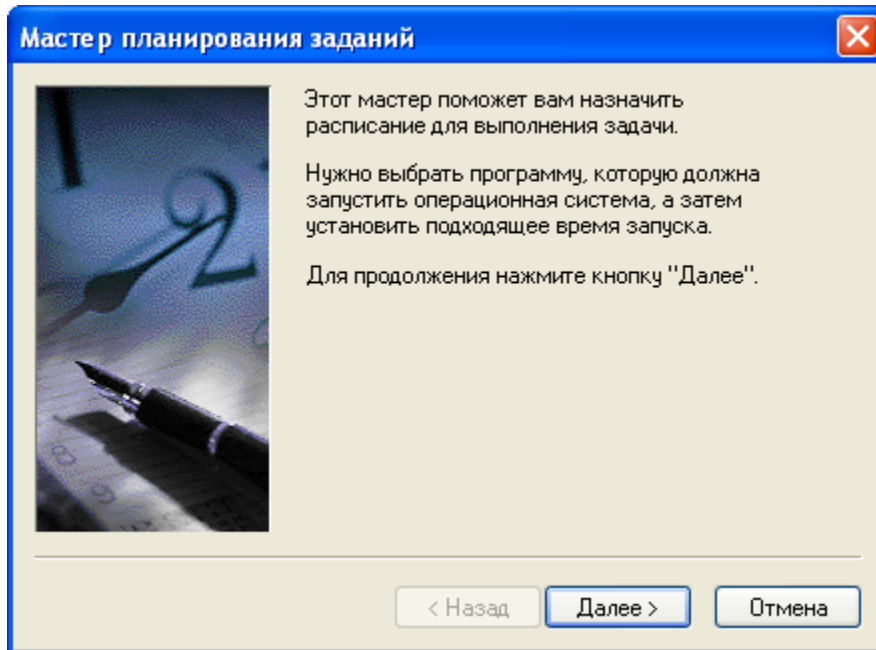 Мастер планирования заданий
Этот мастер поможет вам назначить
расписание для выполнения задачи.
Нужно выбрать программу, которую должна
запустить операционная система, а затем
установить подходящее время запуска.
Для продолжения нажмите кнопку "Далее".
2
< Назад
Далее >
Отмена